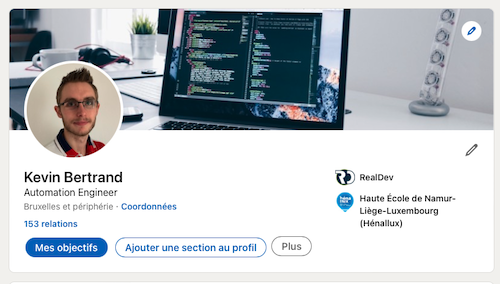 Kevin Bertrand
Automation Engineer
Bruxelles et périphérie · Coordonnées
153 relations
Mes objectifs
Ajouter une section au profil
Plus
RealDev
Haute École de Namur-
Liège-Luxembourg
(Hénallux)